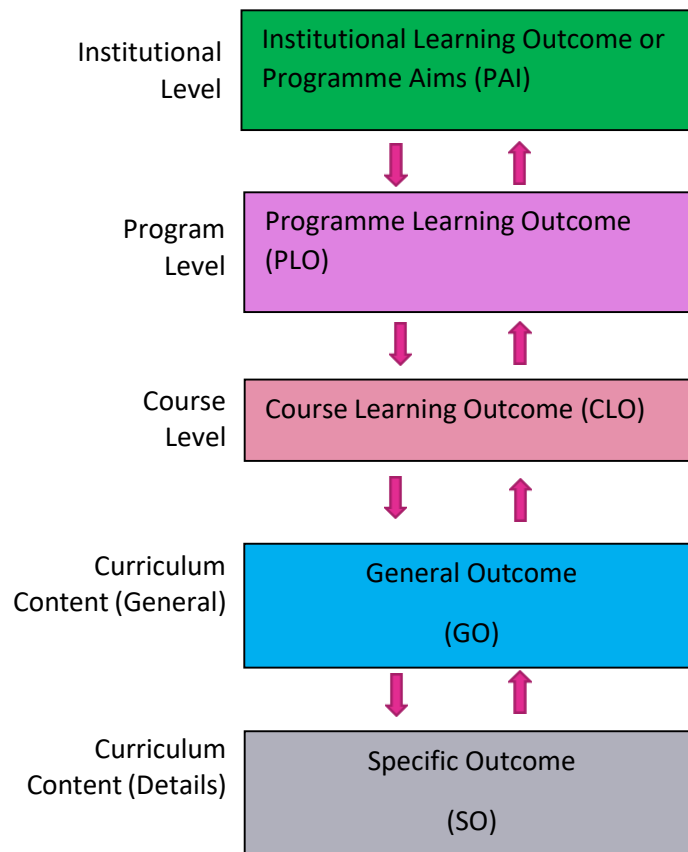 Institutional
Level
Institutional Learning Outcome or
Programme Aims (PAI)
Program
Level
Programme Learning Outcome
(PLO)
Course
Level
Course Learning Outcome (CLO)
Curriculum
Content (General)
General Outcome
(GO)
Curriculum
Content (Details)
Specific Outcome
(SO)